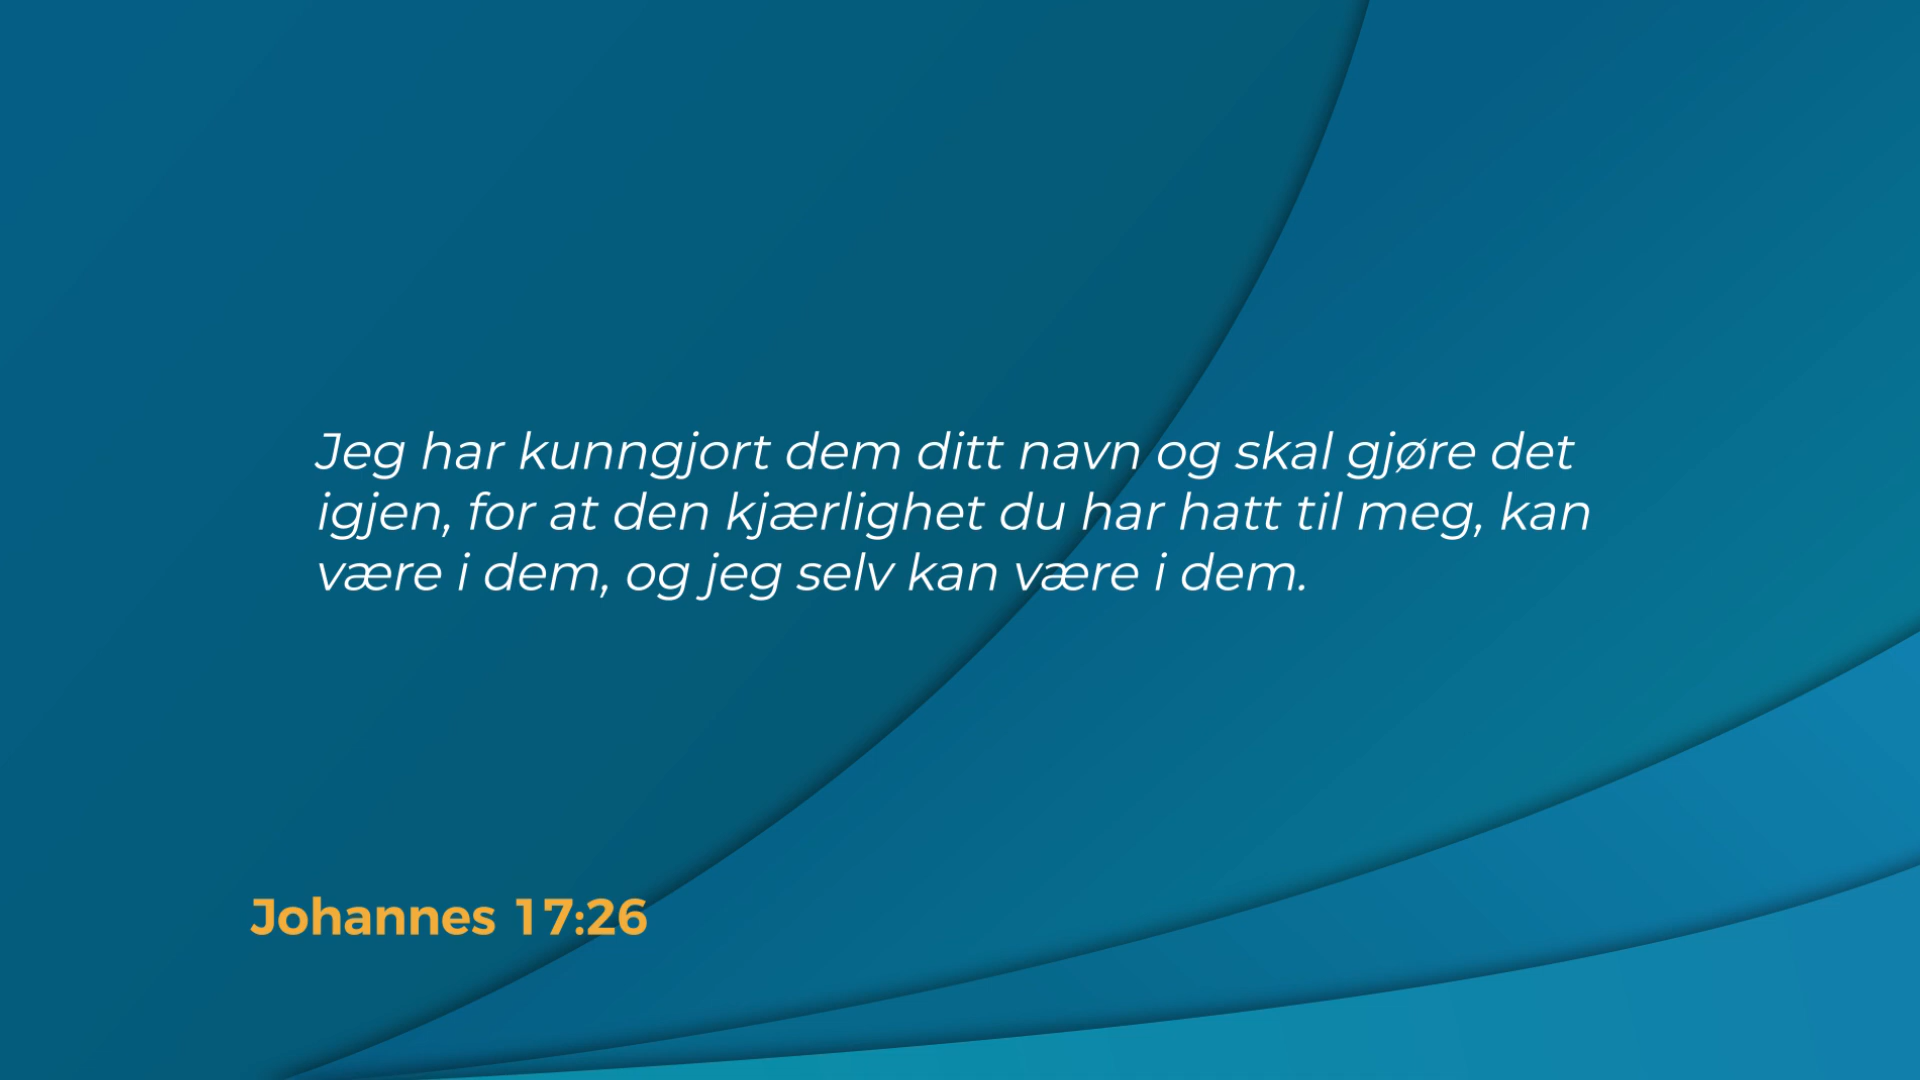 Jeg har kunngjort dem ditt navn og skal gjøre det
igjen, for at den kjærlighet du har hatt til meg, kan
være i dem, og jeg selv kan være i dem.
Johannes 17:26